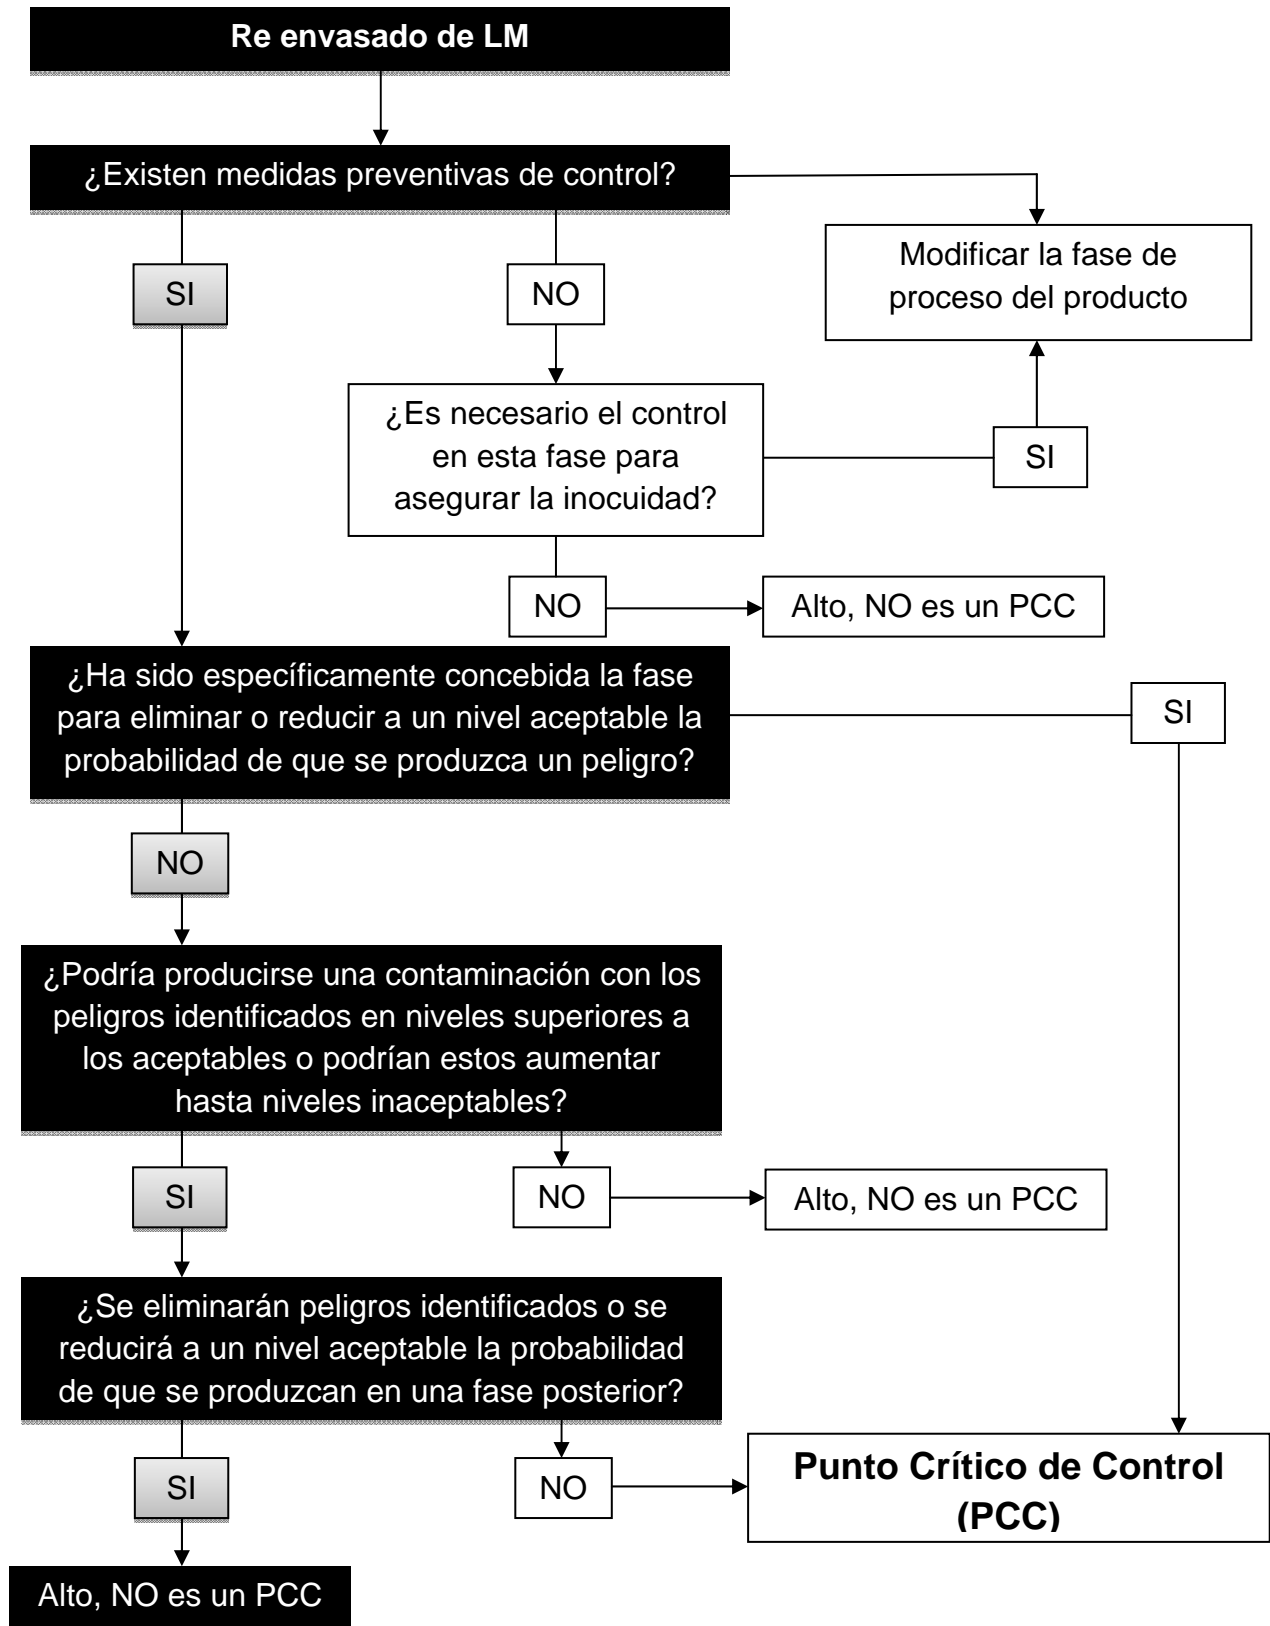 Re envasado de LM
¿Existen medidas preventivas de control?
Modificar la fase de
proceso del producto
SI
NO
¿Es necesario el control
en esta fase para
asegurar la inocuidad?
SI
NO
Alto, NO es un PCC
¿Ha sido específicamente concebida la fase
para eliminar o reducir a un nivel aceptable la
probabilidad de que se produzca un peligro?
SI
NO
¿Podría producirse una contaminación con los
peligros identificados en niveles superiores a
los aceptables o podrían estos aumentar
hasta niveles inaceptables?
SI
NO
Alto, NO es un PCC
¿Se eliminarán peligros identificados o se
reducirá a un nivel aceptable la probabilidad
de que se produzcan en una fase posterior?
SI
NO
Punto Crítico de Control
(PCC)
Alto, NO es un PCC